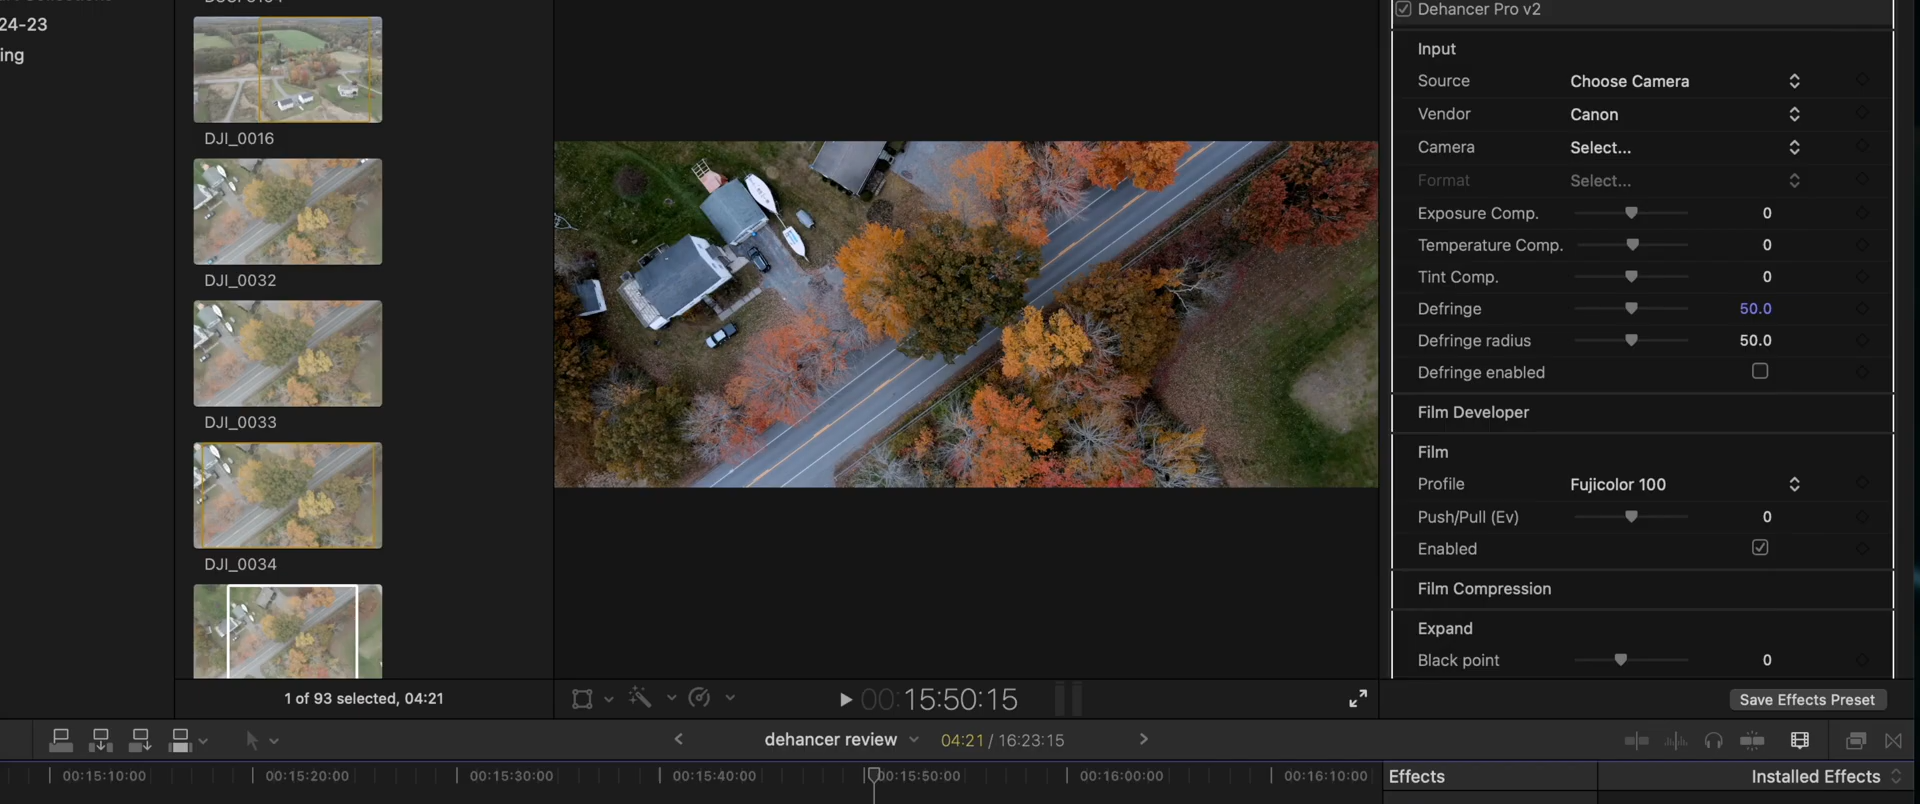 24-23
ing
DJI_0016
DJI_0032
DJI_0033
DJI_0034
1 of 93 selected, 04:21
00:15:50:15
Dehancer Pro v2
Input
Source Choose Camera
Vendor Canon
Camera Select...
Format Select...
Exposure Comp. 0
Temperature Comp. 0
Tint Comp. 0
Defringe 50.0
Defringe radius 50.0
Defringe enabled
Film Developer
Film
Profile Fujicolor 100
Push/Pull (Ev) 0
Enabled
Film Compression
Expand
Black point 0
Save Effects Preset
dehancer review 04:21 / 16:23:15
00:15:10:00 00:15:20:00 00:15:30:00 00:15:40:00 00:15:50:00 00:16:00:00 00:16:10:00
Effects Installed Effects